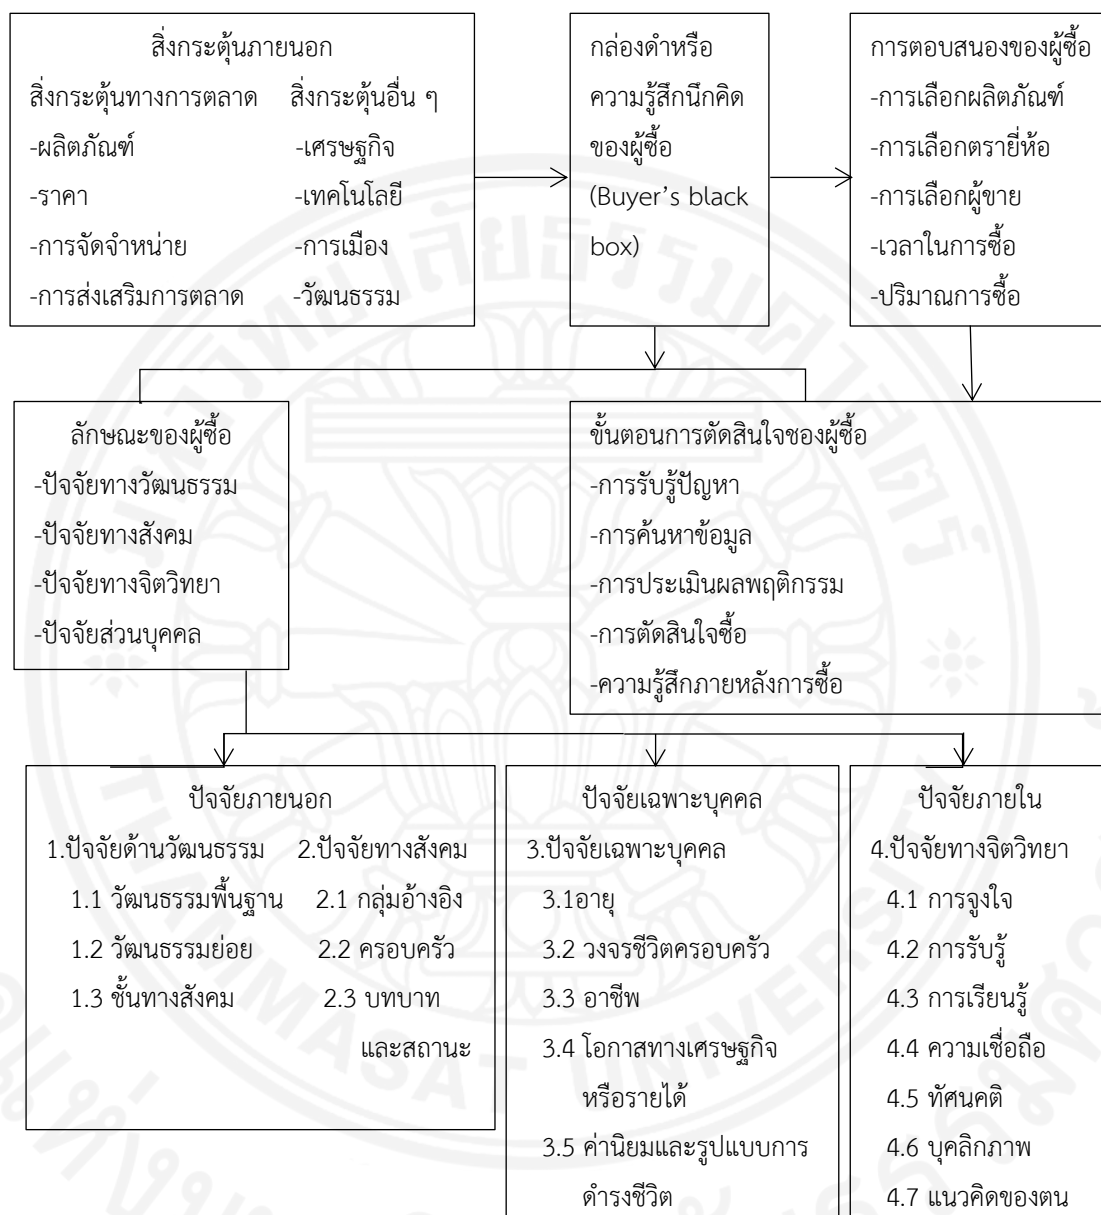 สิ่งกระตุ้นภายนอก
สิ่งกระตุ้นทางการตลาด สิ่งกระตุ้นอื่น ๆ
-ผลิตภัณฑ์ -เศรษฐกิจ
-ราคา -เทคโนโลยี
-การจัดจำหน่าย -การเมือง
-การส่งเสริมการตลาด -วัฒนธรรม
กล่องดำหรือ
ความรู้สึกนึกคิด
ของผู้ซื้อ
(Buyer's black
box)
การตอบสนองของผู้ซื้อ
-การเลือกผลิตภัณฑ์
-การเลือกตรายี่ห้อ
-การเลือกผู้ขาย
-เวลาในการซื้อ
-ปริมาณการซื้อ
ลักษณะของผู้ซื้อ
-ปัจจัยทางวัฒนธรรม
-ปัจจัยทางสังคม
-ปัจจัยทางจิตวิทยา
-ปัจจัยส่วนบุคคล
ขั้นตอนการตัดสินใจชองผู้ซื้อ
-การรับรู้ปัญหา
-การค้นหาข้อมูล
-การประเมินผลพฤติกรรม
-การตัดสินใจซื้อ
-ความรู้สึกภายหลังการซื้อ
ปัจจัยภายนอก
1.ปัจจัยด้านวัฒนธรรม 2.ปัจจัยทางสังคม
1.1 วัฒนธรรมพื้นฐาน 2.1 กลุ่มอ้างอิง
1.2 วัฒนธรรมย่อย 2.2 ครอบครัว
1.3 ชั้นทางสังคม 2.3 บทบาท
และสถานะ
ปัจจัยเฉพาะบุคคล
3.ปัจจัยเฉพาะบุคคล
3.1อายุ
3.2 วงจรชีวิตครอบครัว
3.3 อาชีพ
3.4 โอกาสทางเศรษฐกิจ
หรือรายได้
3.5 ค่านิยมและรูปแบบการ
ดำรงชีวิต
ปัจจัยภายใน
4.ปัจจัยทางจิตวิทยา
4.1 การจูงใจ
4.2 การรับรู้
4.3 การเรียนรู้
4.4 ความเชื่อถือ
4.5 ทัศนคติ
4.6 บุคลิกภาพ
4.7 แนวคิดของตน